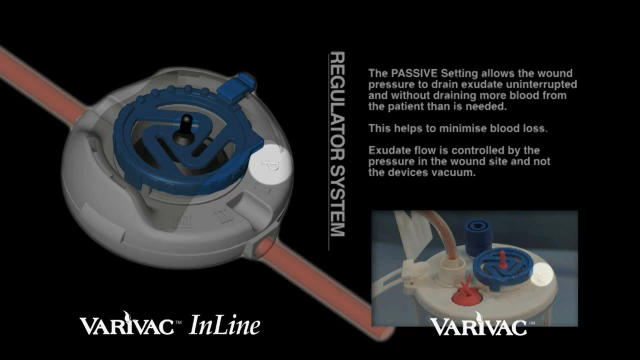 REGULATOR SYSTEM
The PASSIVE Setting allows the wound
pressure to drain exudate uninterrupted
and without draining more blood from
the patient than is needed.
This helps to minimise blood loss.
Exudate flow is controlled by the
pressure in the wound site and not
the devices vacuum.
P
VARIVAC™ InLine
VARIVAC™